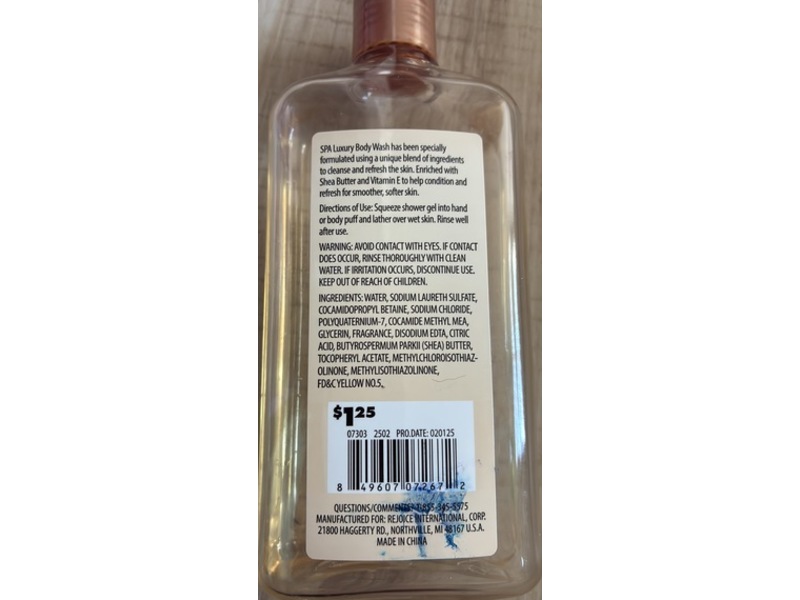 SPA Luxury Body Wash has been specially
formulated using a unique blend of ingredients
to cleanse and refresh the skin. Enriched with
Shea Butter and Vitamin E to help condition and
refresh for smoother, softer skin.
Directions of Use: Squeeze shower gel into hand
or body puff and lather over wet skin. Rinse well
after use.
WARNING: AVOID CONTACT WITH EYES. IF CONTACT
DOES OCCUR, RINSE THOROUGHLY WITH CLEAN
WATER. IF IRRITATION OCCURS, DISCONTINUE USE.
KEEP OUT OF REACH OF CHILDREN.
INGREDIENTS: WATER, SODIUM LAURETH SULFATE,
COCAMIDOPROPYL BETAINE, SODIUM CHLORIDE,
POLYQUATERNIUM-7, COCAMIDE METHYL MEA,
GLYCERIN, FRAGRANCE, DISODIUM EDTA, CITRIC
ACID, BUTYROSPERMUM PARKII (SHEA) BUTTER,
TOCOPHERYL ACETATE, METHYLCHLOROISOTHIAZ-
OLINONE, METHYLISOTHIAZOLINONE,
FD&C YELLOW NO.5.
$1.25
07303 2502 PRO.DATE: 020125
8 49607 07267 2
QUESTIONS/COMMENTS?
MANUFACTURED FOR: REJOICE INTERNATIONAL, CORP.
21800 HAGGERTY RD., NORTHVILLE, MI 48167 U.S.A.
MADE IN CHINA